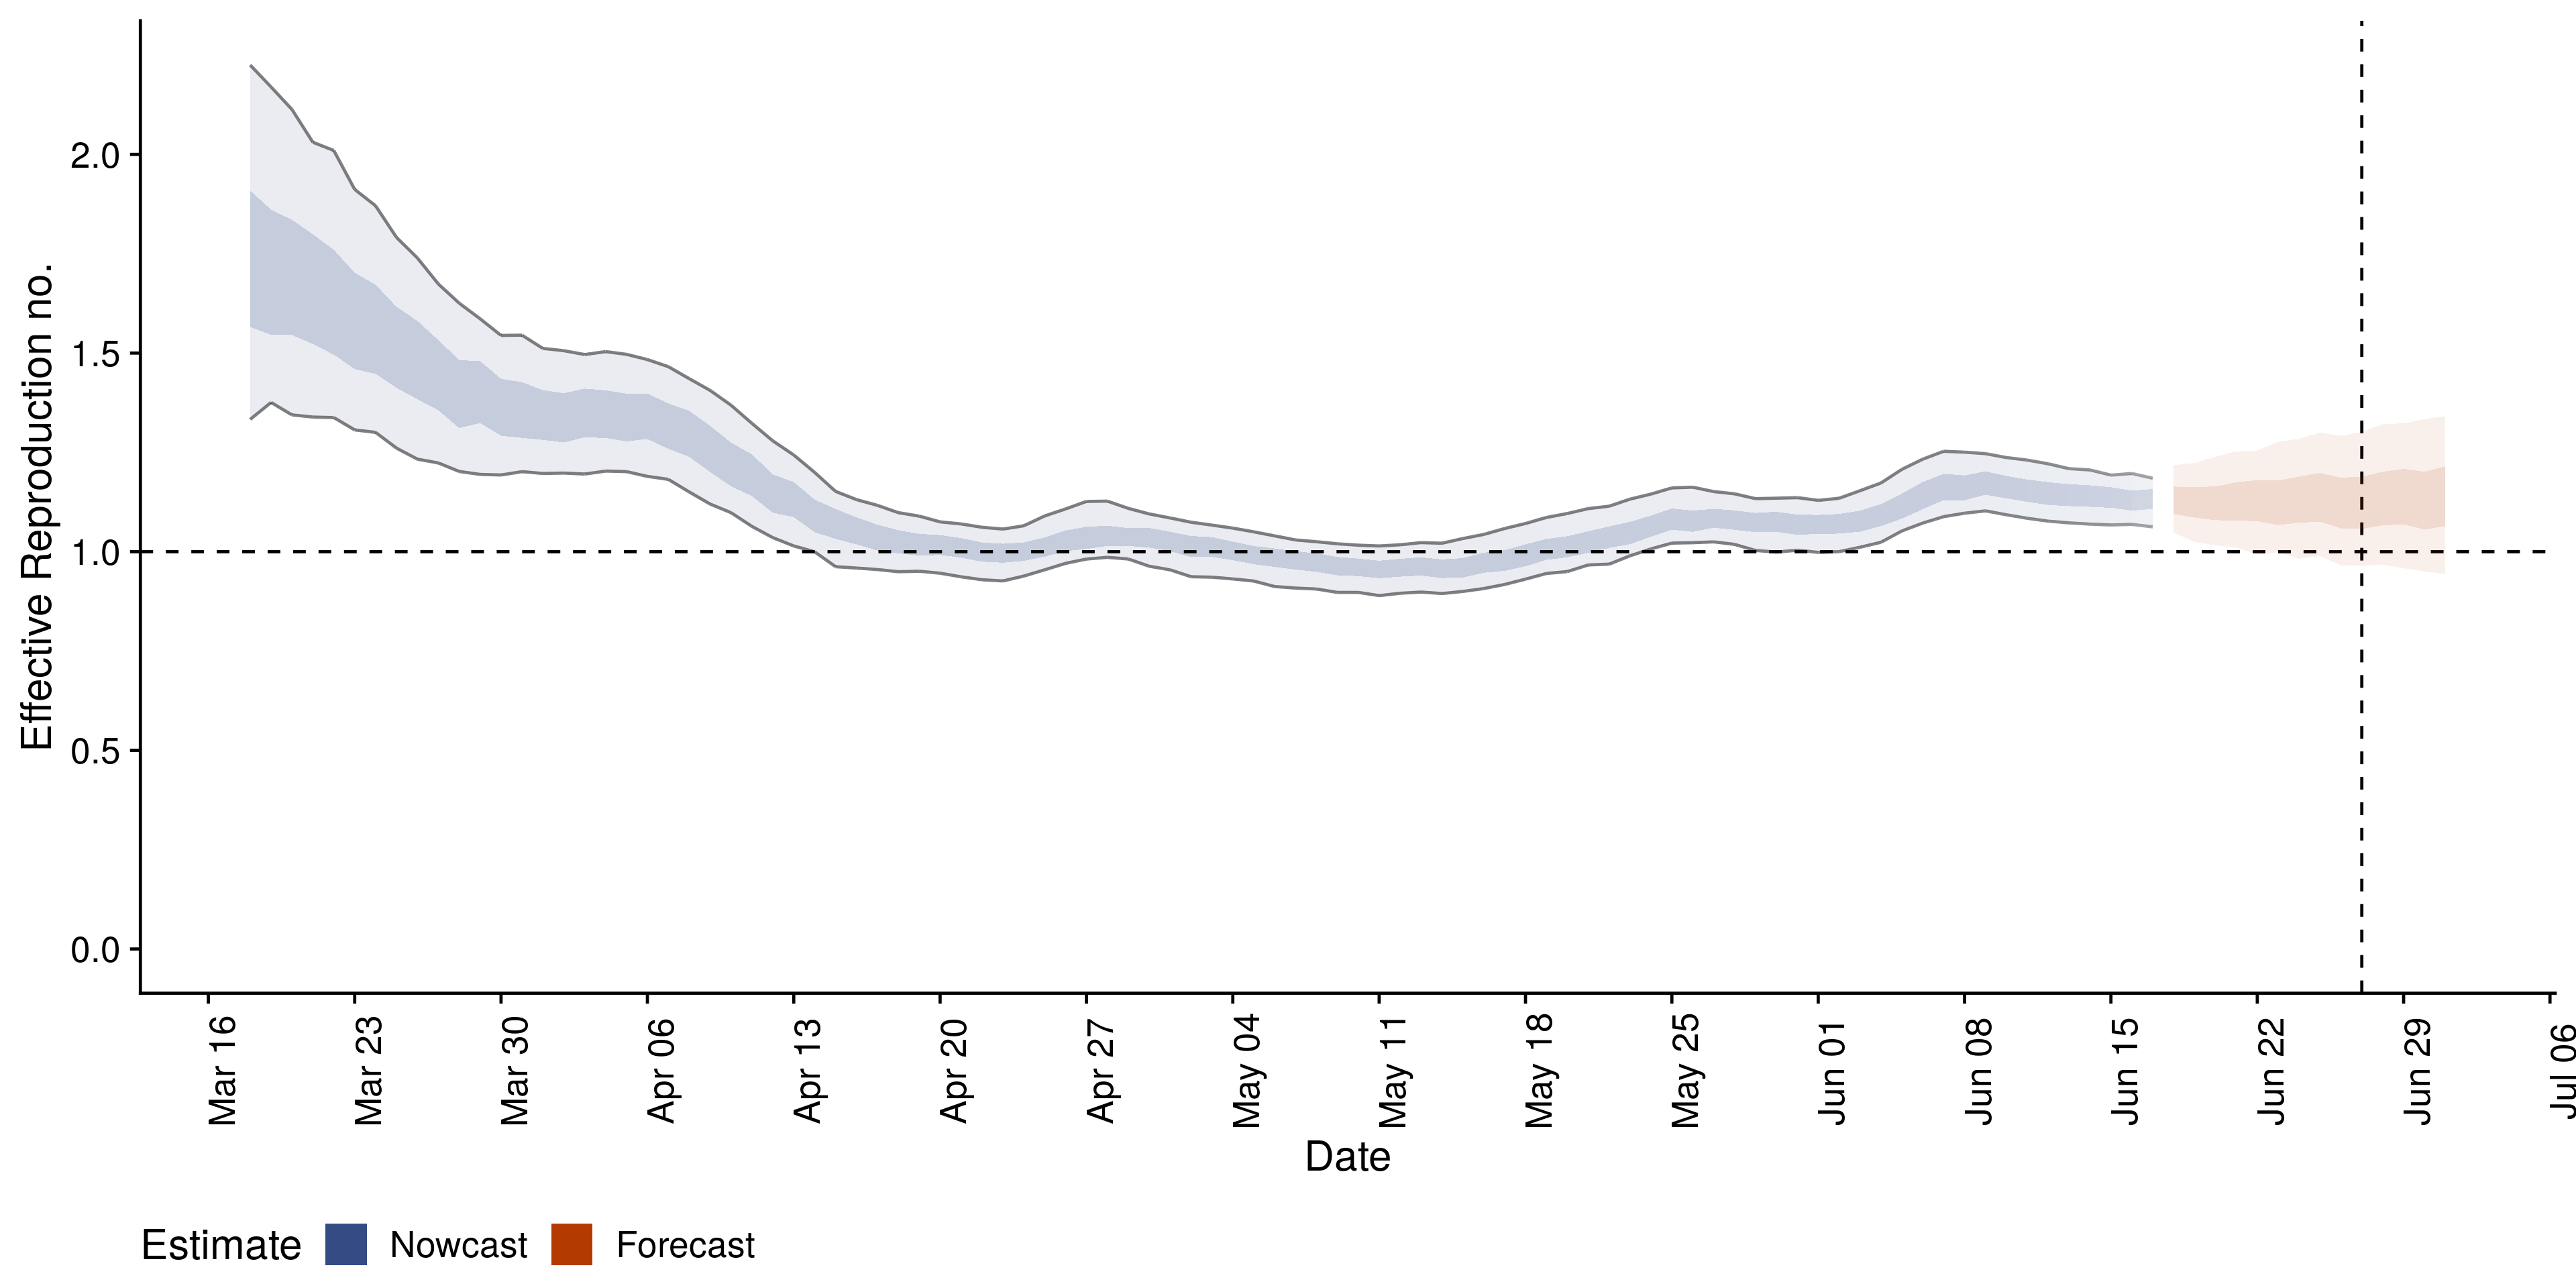 Effective Reproduction no.
2.0
1.5
1.0
0.5
0.0
Mar 16
Mar 23
Mar 30
Apr 06
Apr 13
Apr 20
Apr 27
May 04
May 11
May 18
May 25
Jun 01
Jun 08
Jun 15
Jun 22
Jun 29
Jul 06
Date
Estimate Nowcast Forecast